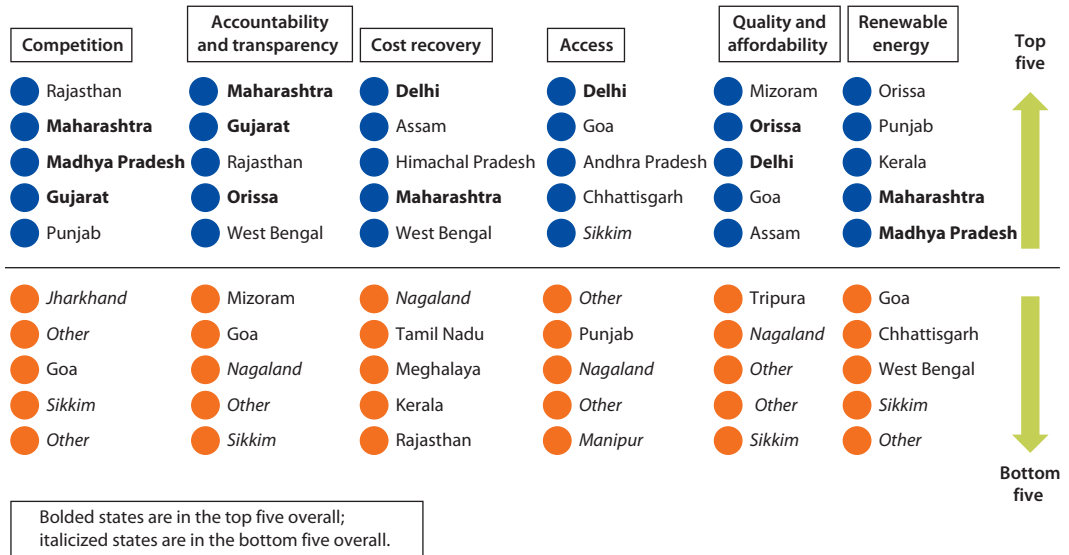 Competition
Accountability
and transparency
Cost recovery
Access
Quality and
affordability
Renewable
energy
Top
five
Rajasthan
Maharashtra
Delhi
Delhi
Mizoram
Orissa
Maharashtra
Gujarat
Assam
Goa
Orissa
Punjab
Madhya Pradesh
Rajasthan
Himachal Pradesh
Andhra Pradesh
Delhi
Kerala
Gujarat
Orissa
Maharashtra
Chhattisgarh
Goa
Maharashtra
Punjab
West Bengal
West Bengal
Sikkim
Assam
Madhya Pradesh
Jharkhand
Mizoram
Nagaland
Other
Tripura
Goa
Other
Goa
Tamil Nadu
Punjab
Nagaland
Chhattisgarh
Goa
Nagaland
Meghalaya
Nagaland
Other
West Bengal
Sikkim
Other
Kerala
Other
Other
Sikkim
Other
Sikkim
Rajasthan
Manipur
Sikkim
Other
Bottom
five
Bolded states are in the top five overall;
italicized states are in the bottom five overall.